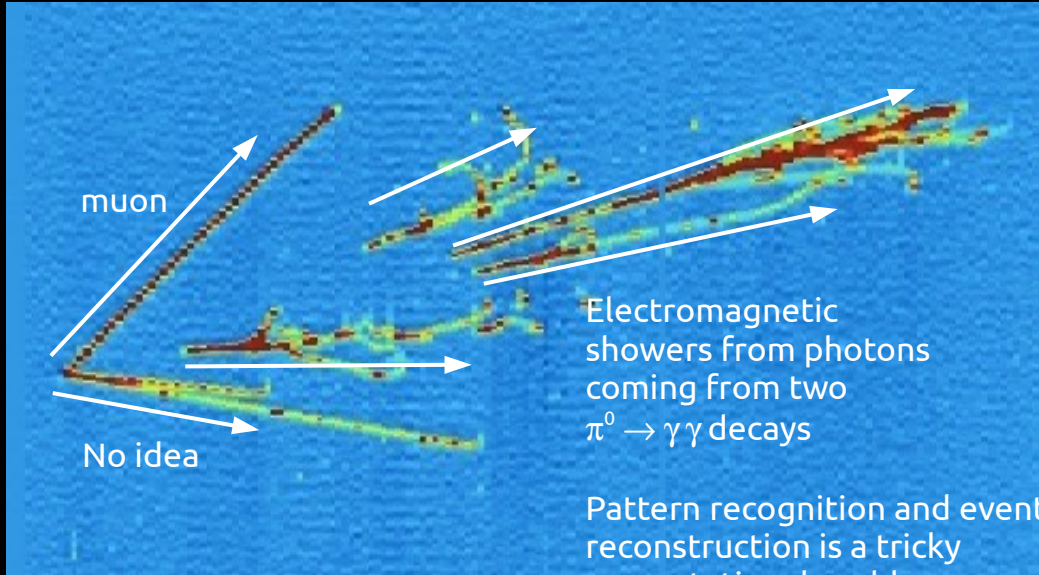 muon
No idea
Electromagnetic
showers from photons
coming from two
π⁰ → γ γ decays
Pattern recognition and event
reconstruction is a tricky